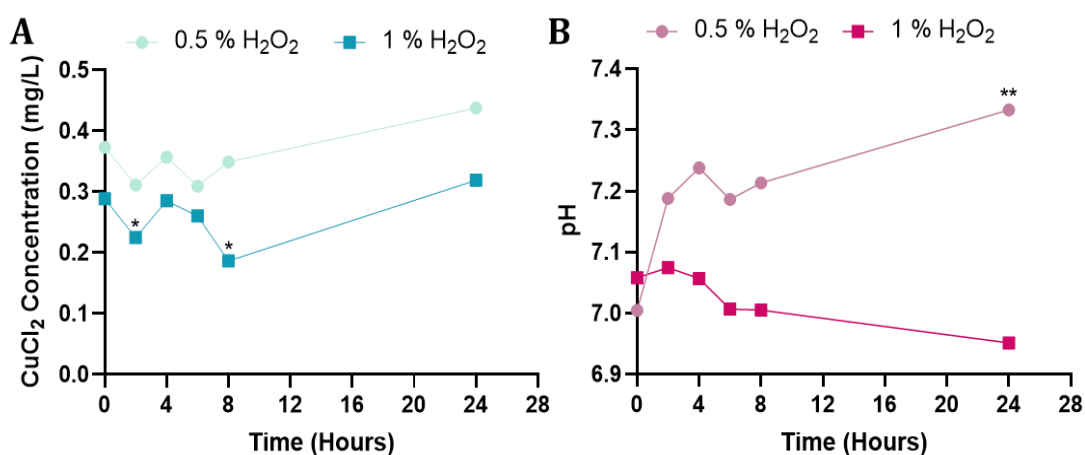 A
0.5 % H₂O₂ 1 % H₂O₂
CuCl₂ Concentration (mg/L)
0.5
0.4
0.3
0.2
0.1
0.0
* *
0 4 8 12 16 20 24 28
Time (Hours)
B
0.5 % H₂O₂ 1 % H₂O₂
pH
7.4
7.3
7.2
7.1
7.0
6.9
**
0 4 8 12 16 20 24 28
Time (Hours)